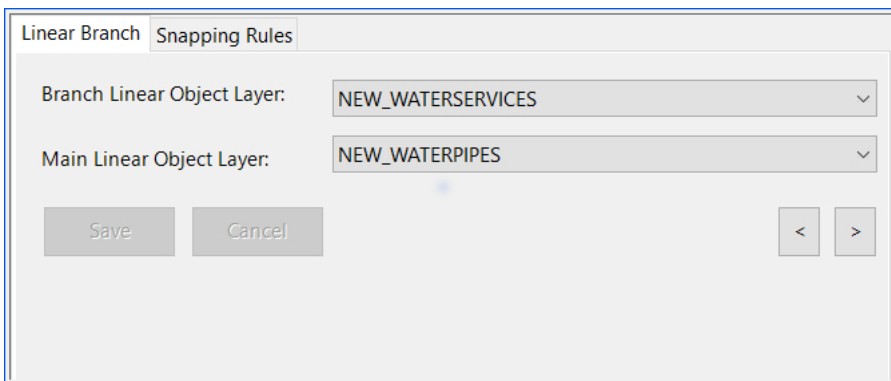 Linear Branch Snapping Rules
Branch Linear Object Layer: NEW_WATERSERVICES
Main Linear Object Layer: NEW_WATERPIPES
Save Cancel < >